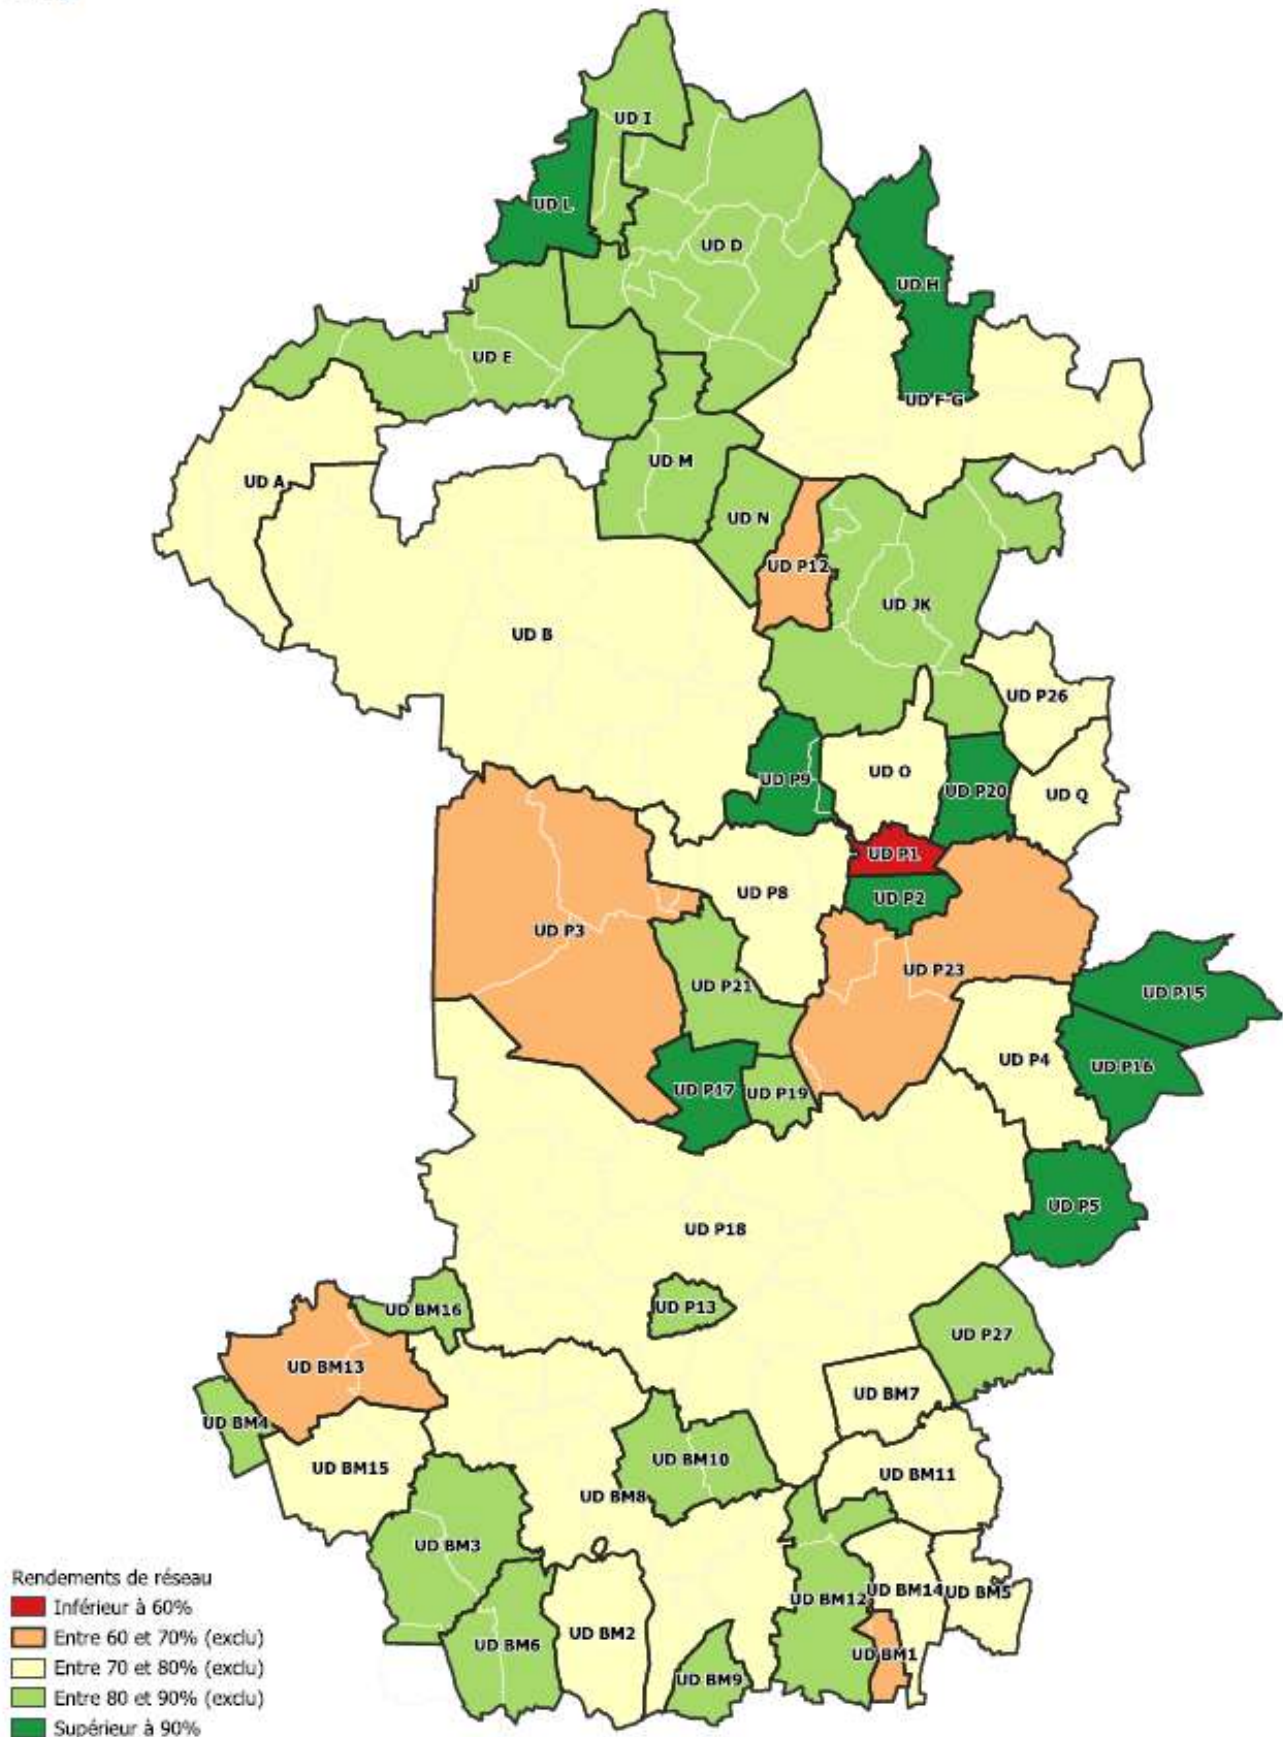 UD I
UD L
UD D
UD H
UD E
UD F-G
UD M
UD A
UD N
UD P12
UD JK
UD B
UD P26
UD O
UD P9
UD P20
UD Q
UD P1
UD P8
UD P2
UD P3
UD P23
UD P21
UD P15
UD P4
UD P16
UD P17
UD P19
UD P5
UD P18
UD P13
UD BM16
UD P27
UD BM13
UD BM7
UD BM4
UD BM10
UD BM15
UD BM11
UD BM8
UD BM3
UD BM14
UD BM5
UD BM12
UD BM2
UD BM6
UD BM1
UD BM9
Rendements de réseau
Inférieur à 60%
Entre 60 et 70% (exclu)
Entre 70 et 80% (exclu)
Entre 80 et 90% (exclu)
Supérieur à 90%